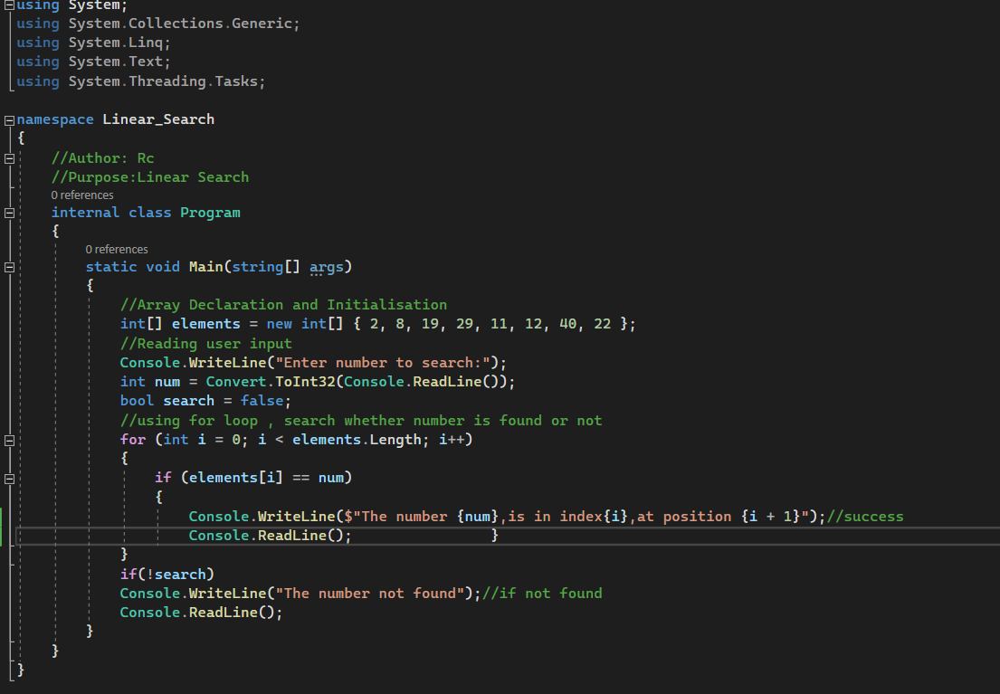 using System;
using System.Collections.Generic;
using System.Linq;
using System.Text;
using System.Threading.Tasks;
namespace Linear_Search
{
//Author: Rc
//Purpose:Linear Search
0 references
internal class Program
{
0 references
static void Main(string[] args)
{
//Array Declaration and Initialisation
int[] elements = new int[] { 2, 8, 19, 29, 11, 12, 40, 22 };
//Reading user input
Console.WriteLine("Enter number to search:");
int num = Convert.ToInt32(Console.ReadLine());
bool search = false;
//using for loop , search whether number is found or not
for (int i = 0; i < elements.Length; i++)
{
if (elements[i] == num)
{
Console.WriteLine($"The number {num},is in index{i},at position {i + 1}");//success
Console.ReadLine(); }
}
if(!search)
Console.WriteLine("The number not found");//if not found
Console.ReadLine();
}
}
}